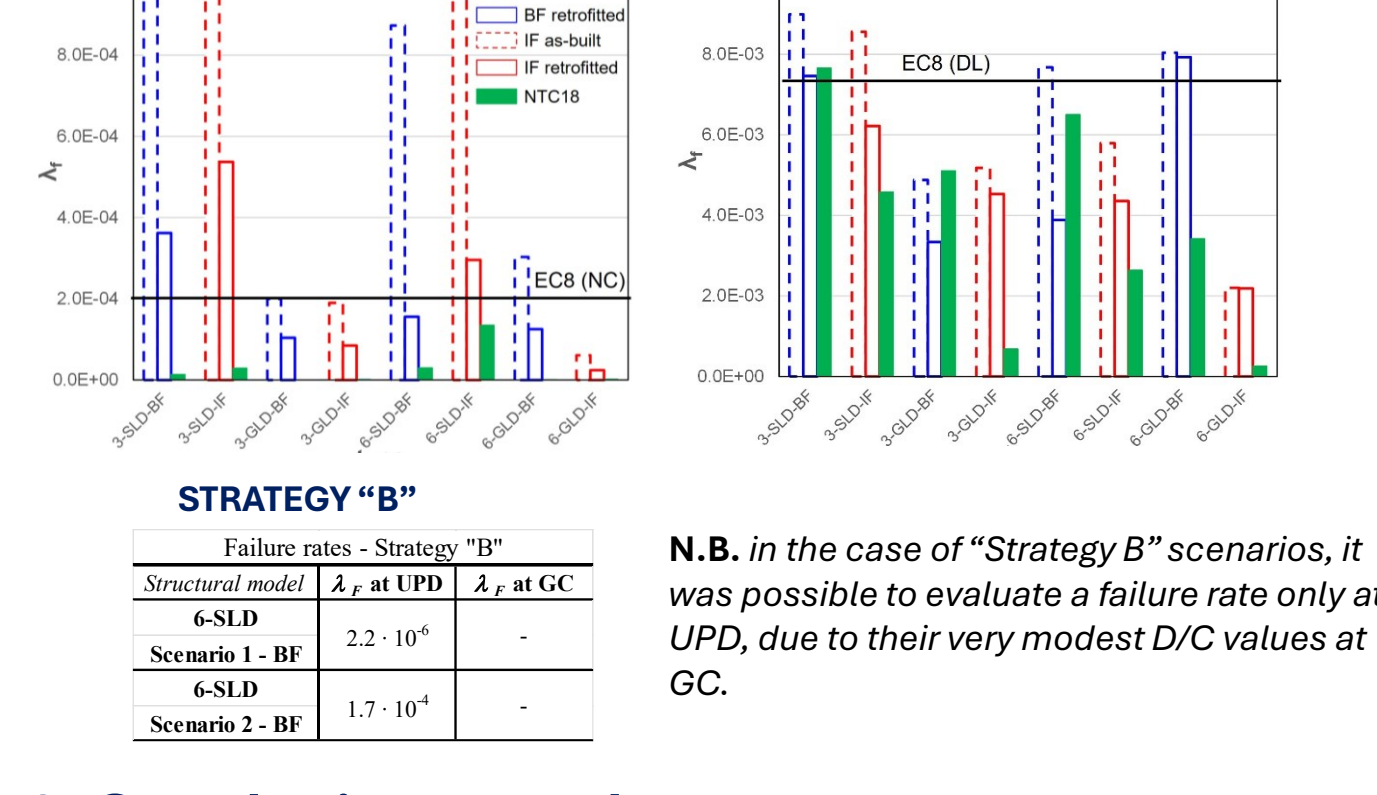 BF retrofitted
IF as-built
IF retrofitted
NTC18
8.0E-04
6.0E-04
4.0E-04
2.0E-04
0.0E+00
λf
EC8 (NC)
3-SLD-BF
3-SLD-IF
3-GLD-BF
3-GLD-IF
6-SLD-BF
6-SLD-IF
6-GLD-BF
6-GLD-IF
8.0E-03
6.0E-03
4.0E-03
2.0E-03
0.0E+00
λf
EC8 (DL)
3-SLD-BF
3-SLD-IF
3-GLD-BF
3-GLD-IF
6-SLD-BF
6-SLD-IF
6-GLD-BF
6-GLD-IF
STRATEGY “B”
Failure rates - Strategy "B"
Structural model λ F at UPD λ F at GC
6-SLD
Scenario 1 - BF 2.2 · 10-6 -
6-SLD
Scenario 2 - BF 1.7 · 10-4 -
N.B. in the case of “Strategy B” scenarios, it
was possible to evaluate a failure rate only at
UPD, due to their very modest D/C values at
GC.